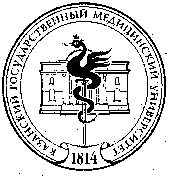 КАЗАНСКИЙ ГОСУДАРСТВЕННЫЙ МЕДИЦИНСКИЙ УНИВЕРСИТЕТ
1814